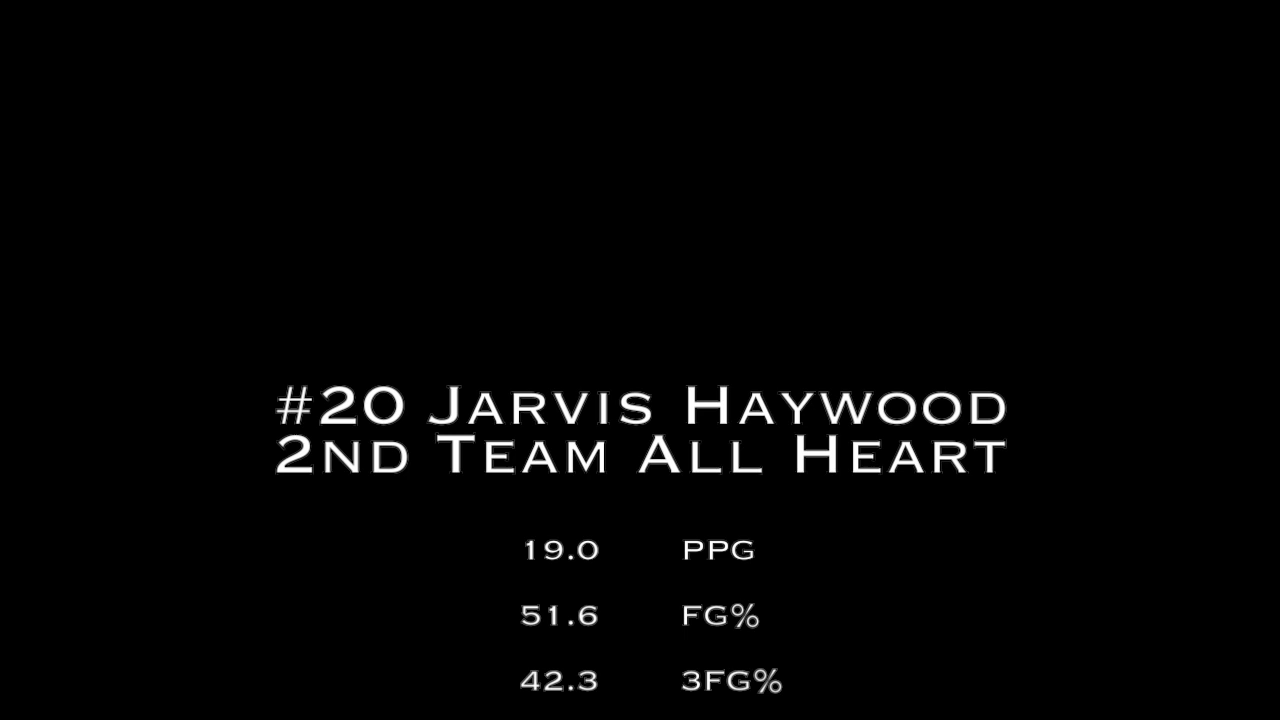 #20 Jarvis Haywood
2nd Team All Heart
19.0 PPG
51.6 FG%
42.3 3FG%